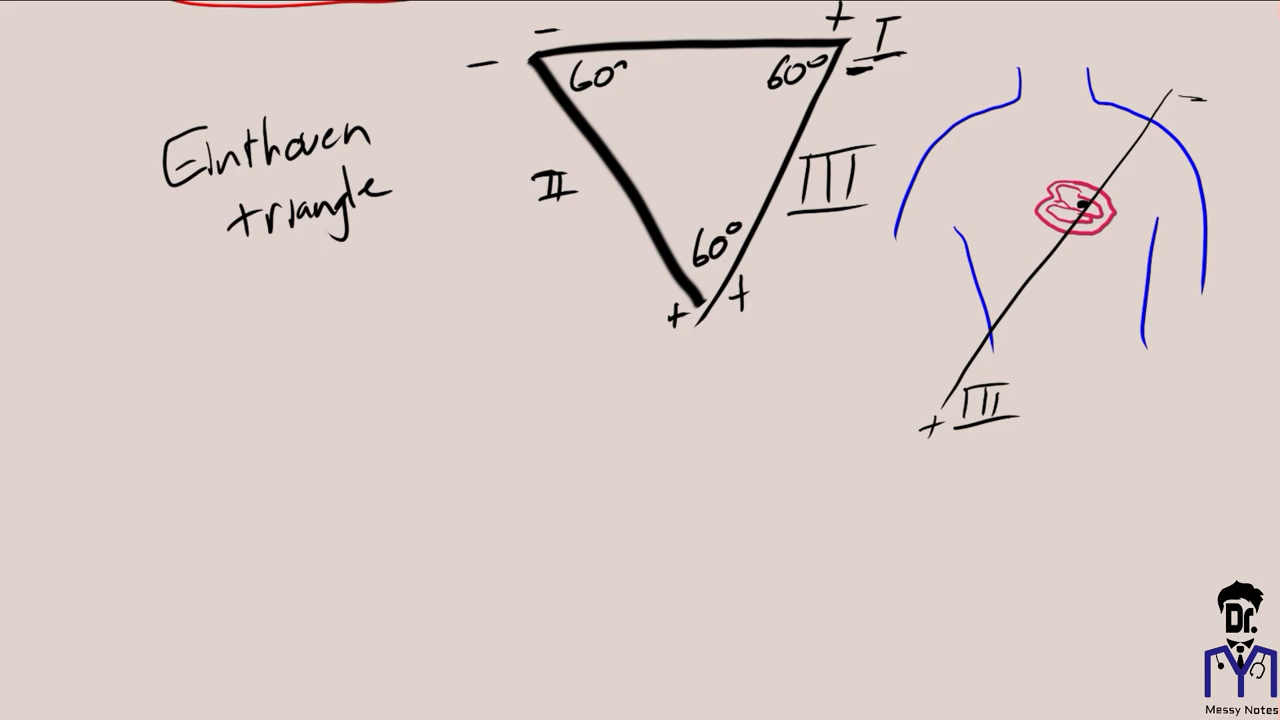 Einthoven
triangle
-
-
+
I
60°
60°
-
II
III
60°
+
+
-
III
+
Dr.
Messy Notes